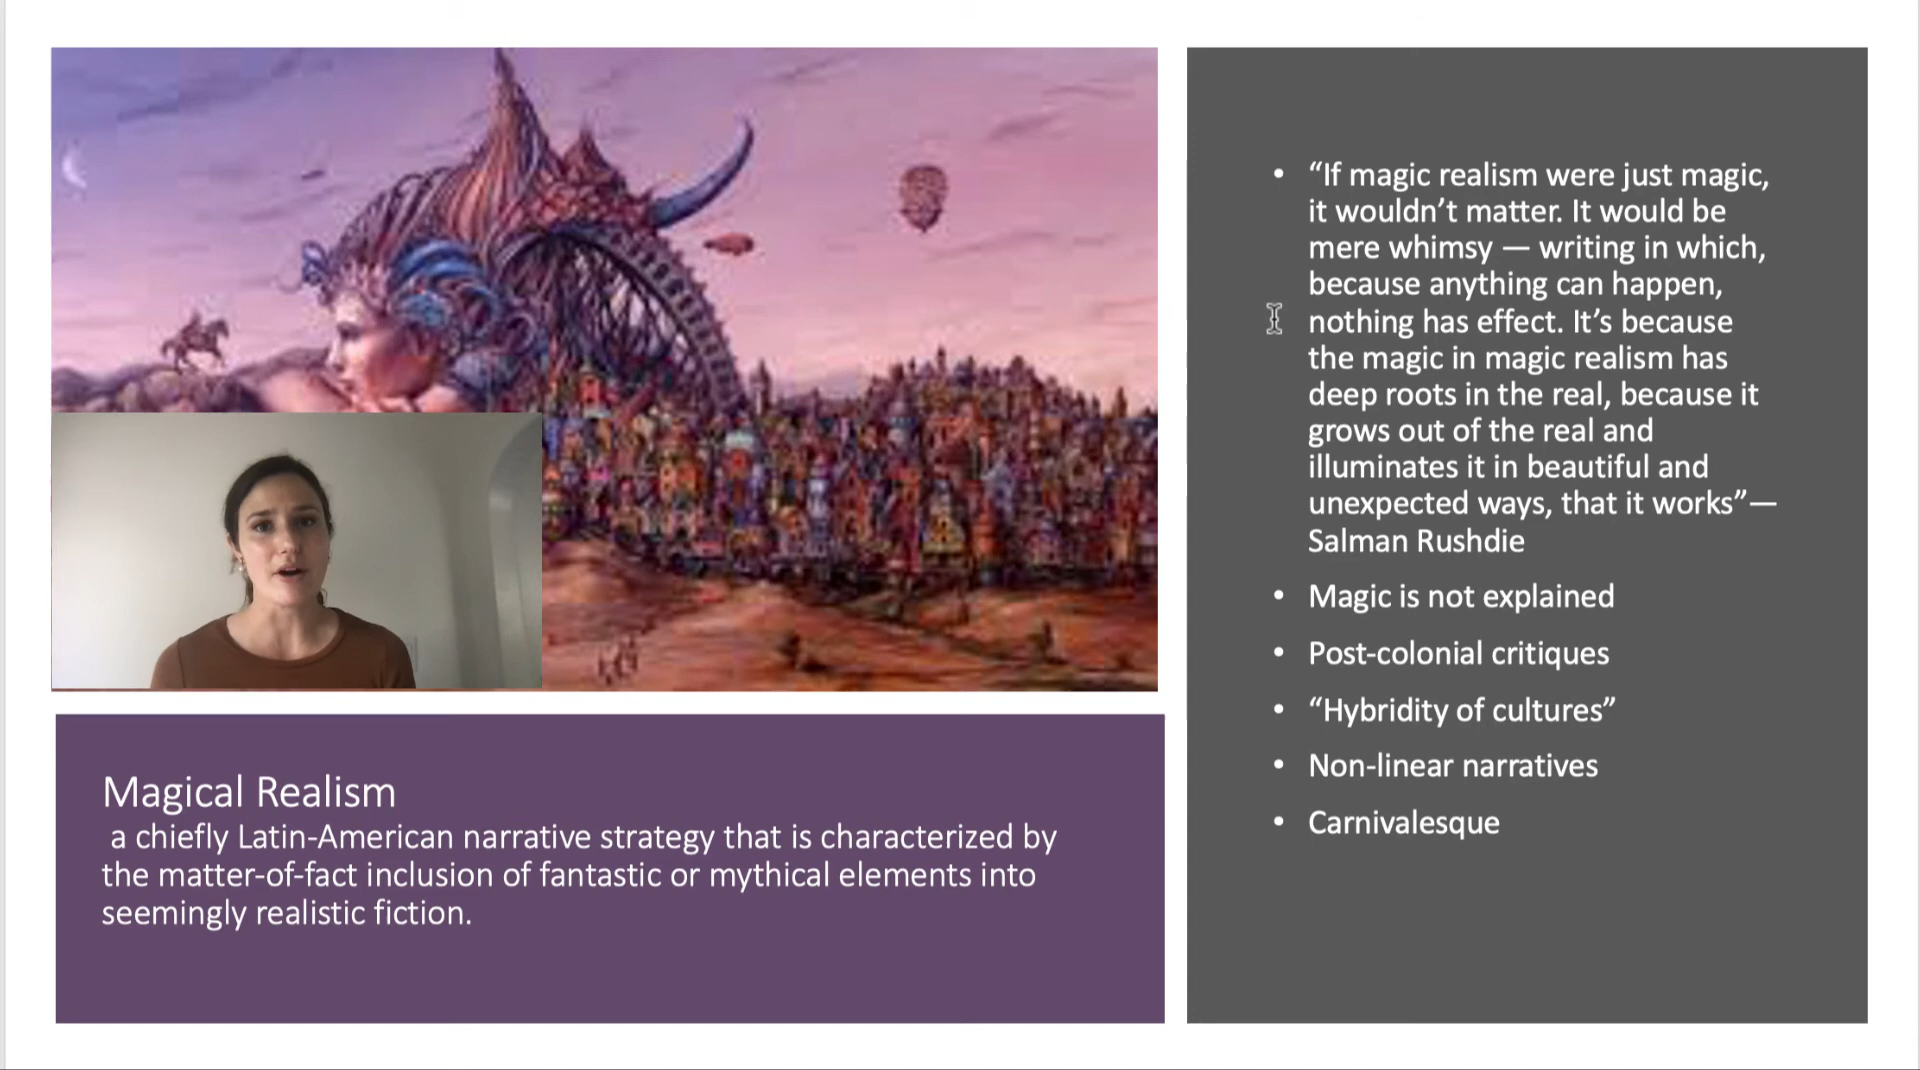 Magical Realism
a chiefly Latin-American narrative strategy that is characterized by
the matter-of-fact inclusion of fantastic or mythical elements into
seemingly realistic fiction.
• “If magic realism were just magic,
it wouldn’t matter. It would be
mere whimsy — writing in which,
because anything can happen,
nothing has effect. It’s because
the magic in magic realism has
deep roots in the real, because it
grows out of the real and
illuminates it in beautiful and
unexpected ways, that it works”—
Salman Rushdie
• Magic is not explained
• Post-colonial critiques
• “Hybridity of cultures”
• Non-linear narratives
• Carnivalesque